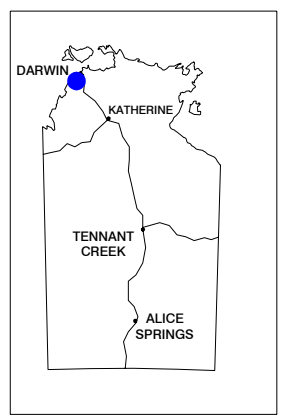 DARWIN
KATHERINE
TENNANT
CREEK
ALICE
SPRINGS